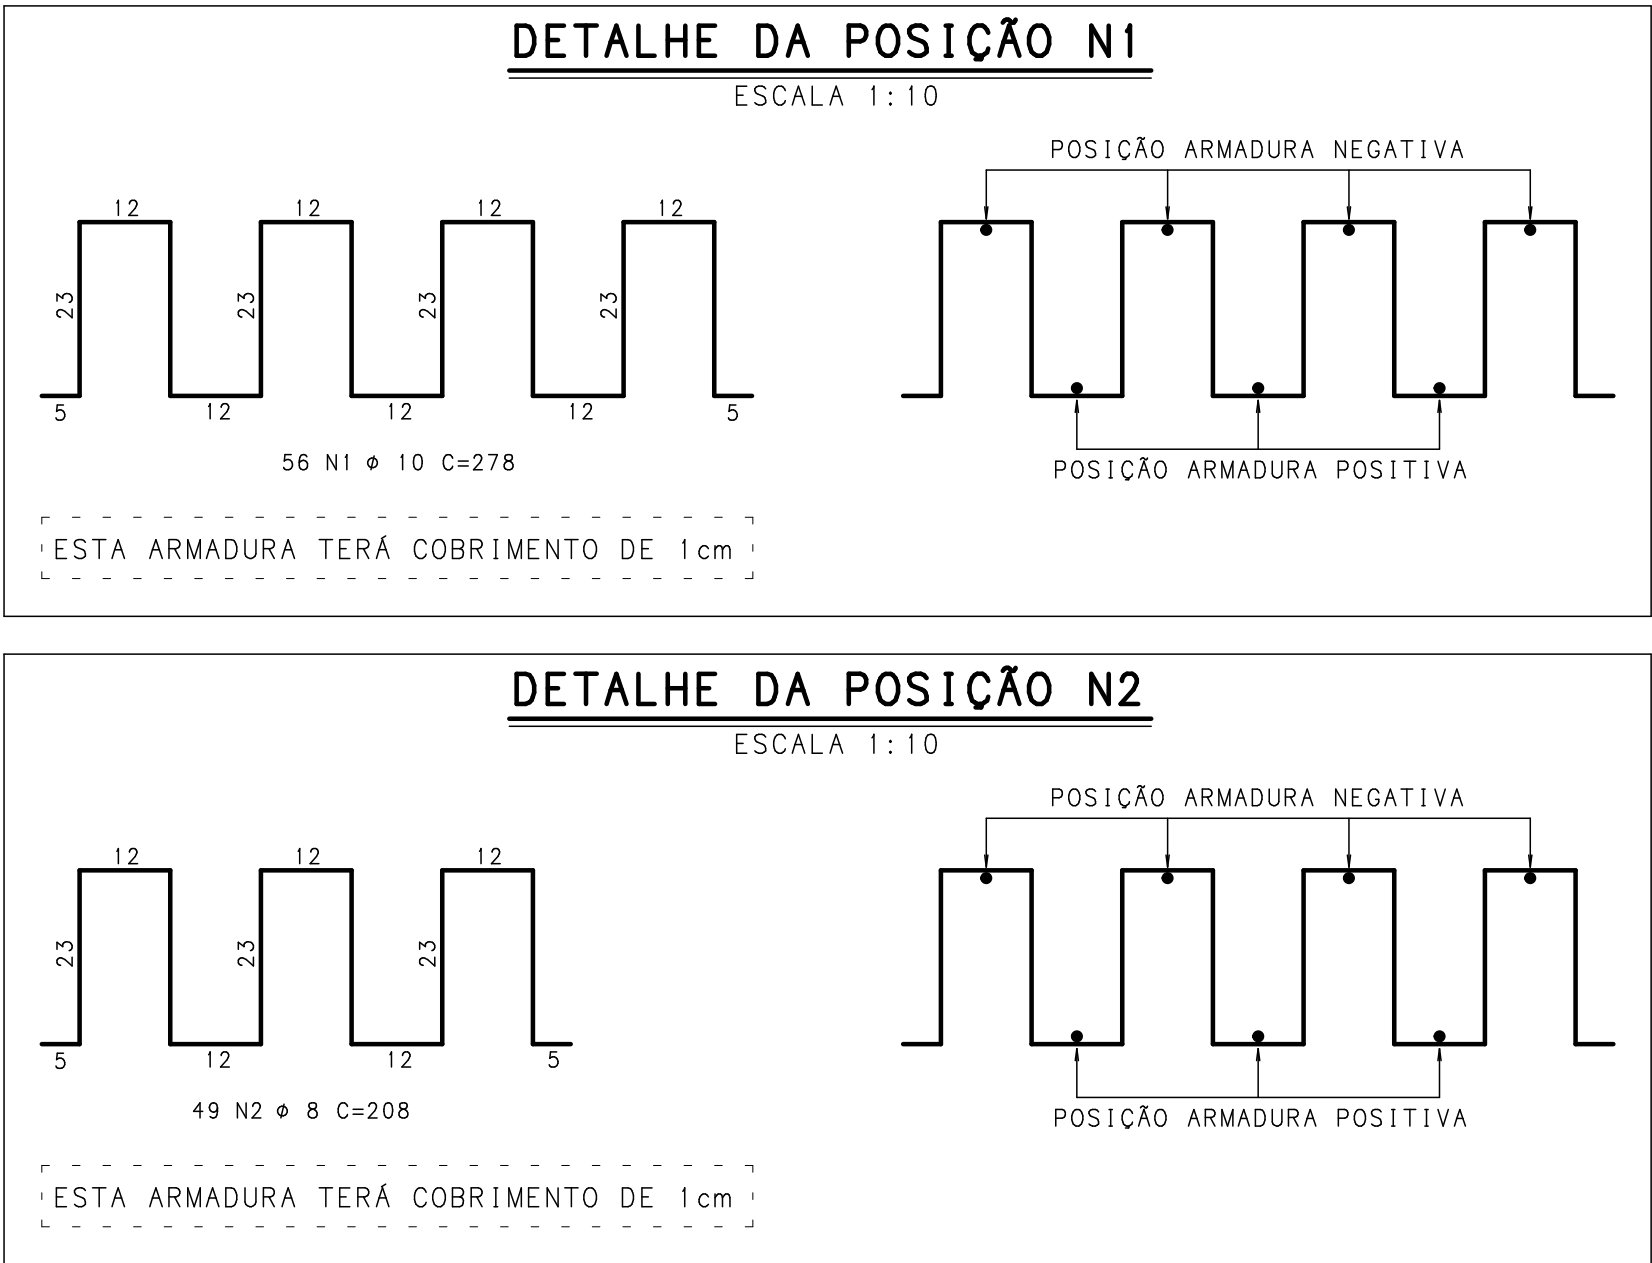 DETALHE DA POSIÇÃO N1
ESCALA 1:10
POSIÇÃO ARMADURA NEGATIVA
12 12 12 12
23 23 23 23
5 12 12 12 5
56 N1 φ 10 C=278
POSIÇÃO ARMADURA POSITIVA
ESTA ARMADURA TERÁ COBRIMENTO DE 1cm
DETALHE DA POSIÇÃO N2
ESCALA 1:10
POSIÇÃO ARMADURA NEGATIVA
12 12 12
23 23 23
5 12 12 5
49 N2 φ 8 C=208
POSIÇÃO ARMADURA POSITIVA
ESTA ARMADURA TERÁ COBRIMENTO DE 1cm